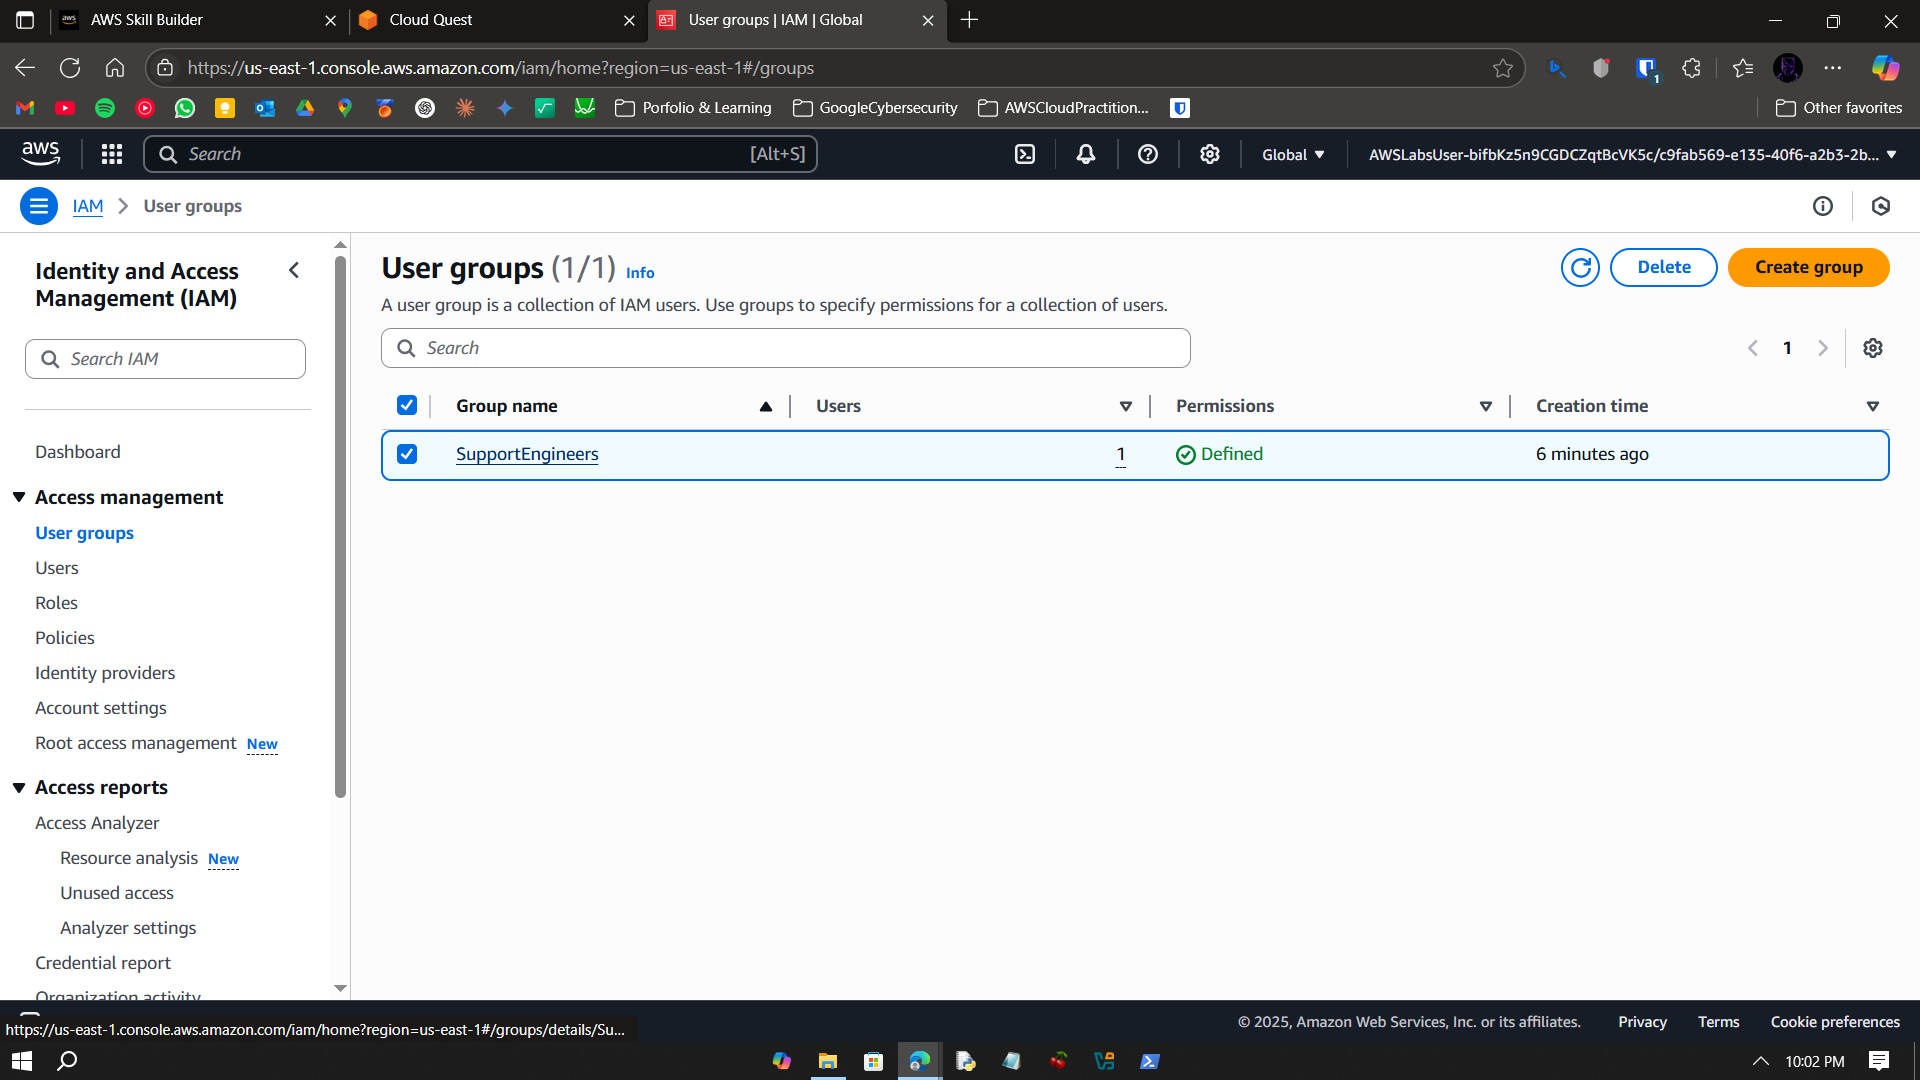 AWS Skill Builder
Cloud Quest
User groups | IAM | Global
https://us-east-1.console.aws.amazon.com/iam/home?region=us-east-1#/groups
1
Porfolio & Learning
GoogleCybersecurity
AWSCloudPractition...
Other favorites
aws
Search
[Alt+S]
Global
AWSLabsUser-bifbKz5n9CGDCZqtBcVK5c/c9fab569-e135-40f6-a2b3-2b...
IAM
User groups
Identity and Access
Management (IAM)
Search IAM
Dashboard
Access management
User groups
Users
Roles
Policies
Identity providers
Account settings
Root access management New
Access reports
Access Analyzer
Resource analysis New
Unused access
Analyzer settings
Credential report
Organization activity
User groups (1/1) Info
Delete
Create group
A user group is a collection of IAM users. Use groups to specify permissions for a collection of users.
Search
1
Group name
Users
Permissions
Creation time
SupportEngineers
1
Defined
6 minutes ago
https://us-east-1.console.aws.amazon.com/iam/home?region=us-east-1#/groups/details/Su...
© 2025, Amazon Web Services, Inc. or its affiliates.
Privacy
Terms
Cookie preferences
10:02 PM